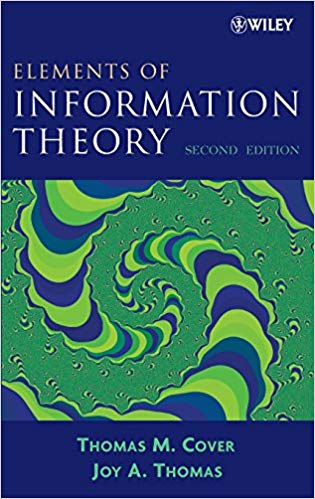 WILEY
ELEMENTS OF
INFORMATION
THEORY SECOND EDITION
THOMAS M. COVER
JOY A. THOMAS